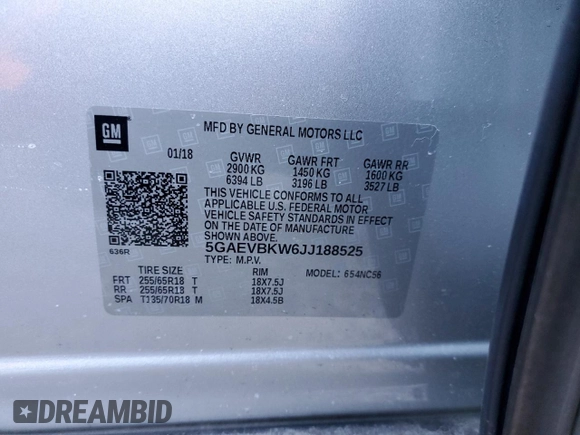 GM
MFD BY GENERAL MOTORS LLC
01/18 GVWR GAWR FRT GAWR RR
2900 KG 1450 KG 1600 KG
6394 LB 3196 LB 3527 LB
THIS VEHICLE CONFORMS TO ALL
APPLICABLE U.S. FEDERAL MOTOR
VEHICLE SAFETY STANDARDS IN EFFECT
ON THE DATE OF MANUFACTURE
SHOWN ABOVE.
636R
5GAEVBKW6JJ188525
TYPE: M.P.V.
TIRE SIZE RIM MODEL: 4NC56
FRT 255/65R18 T 18X7.5J
RR 255/65R18 T 18X7.5J
SPA T135/70R18 M 18X4.5B
DREAMBID